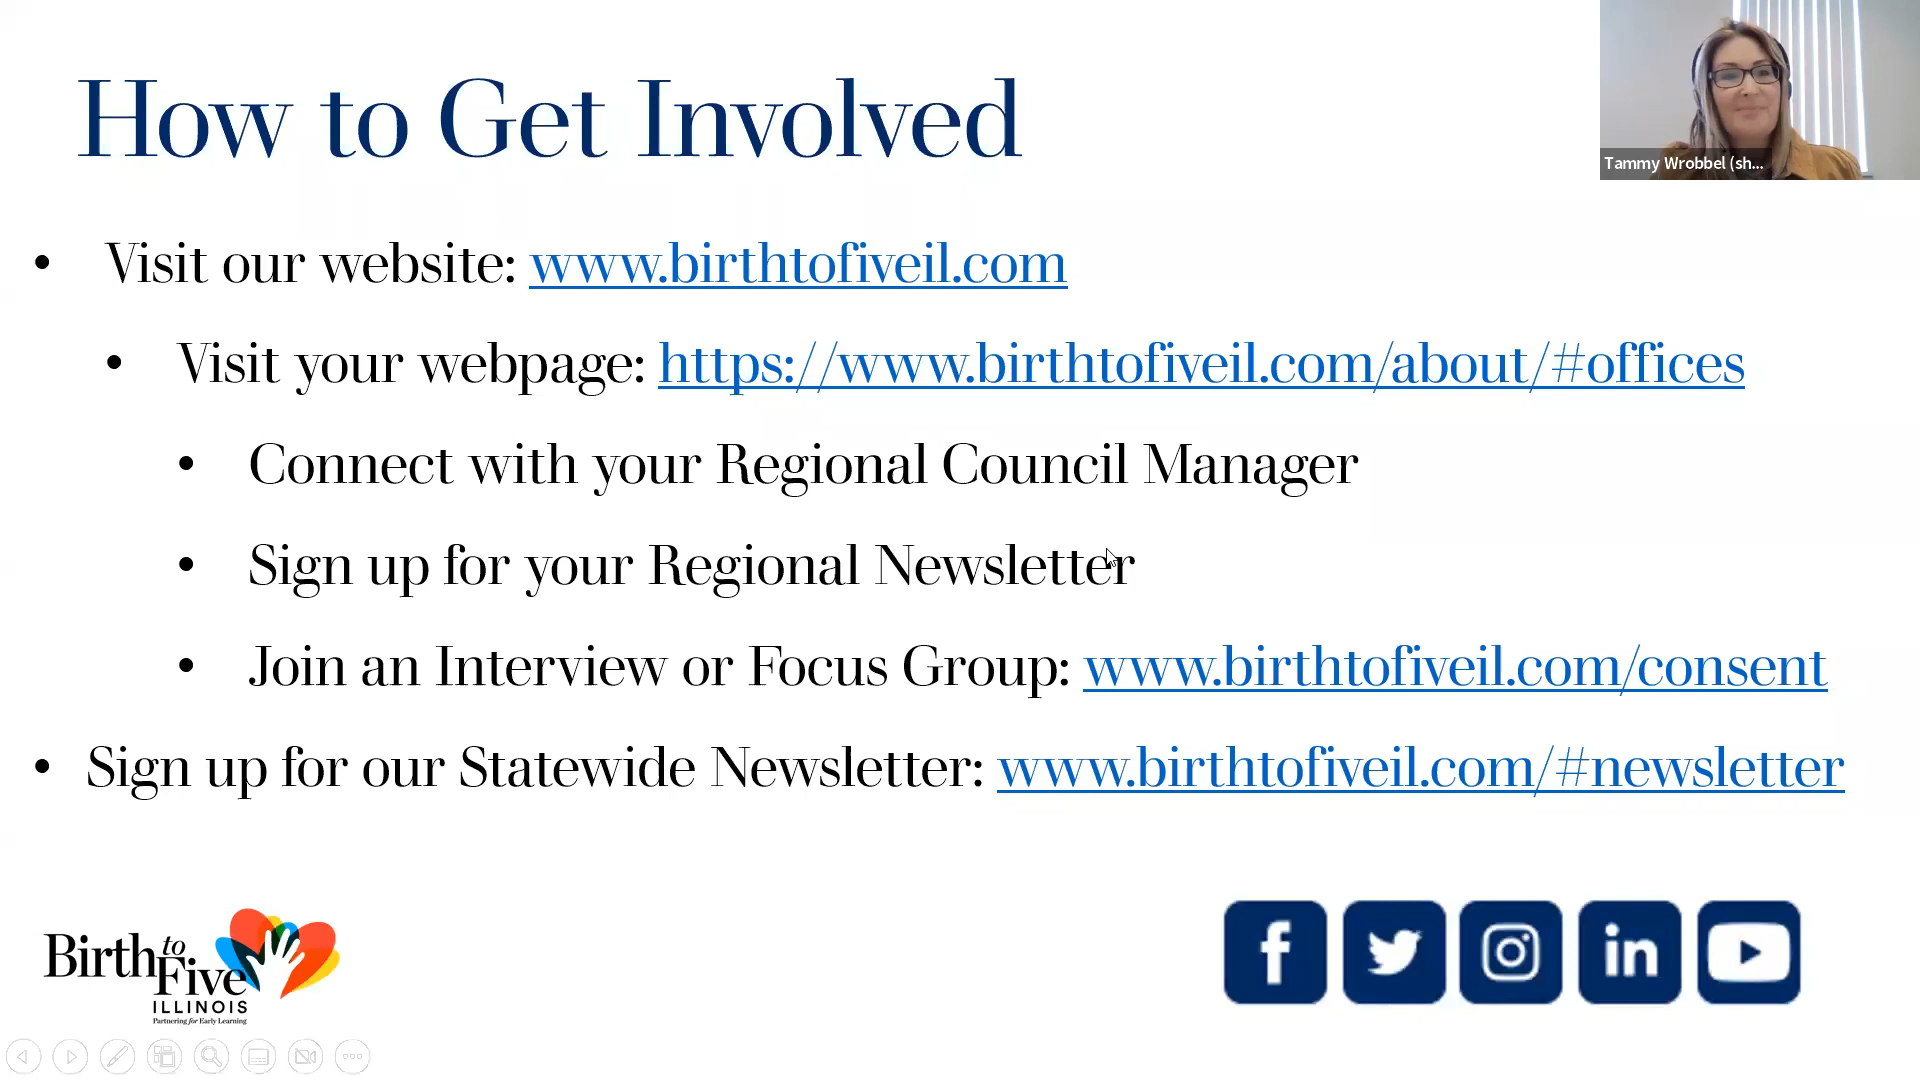 How to Get Involved
Tammy Wrobbel (sh...
• Visit our website: www.birthtofiveil.com
• Visit your webpage: https://www.birthtofiveil.com/about/#offices
• Connect with your Regional Council Manager
• Sign up for your Regional Newsletter
• Join an Interview or Focus Group: www.birthtofiveil.com/consent
• Sign up for our Statewide Newsletter: www.birthtofiveil.com/#newsletter
Birth to Five
ILLINOIS
Partnering for Early Learning